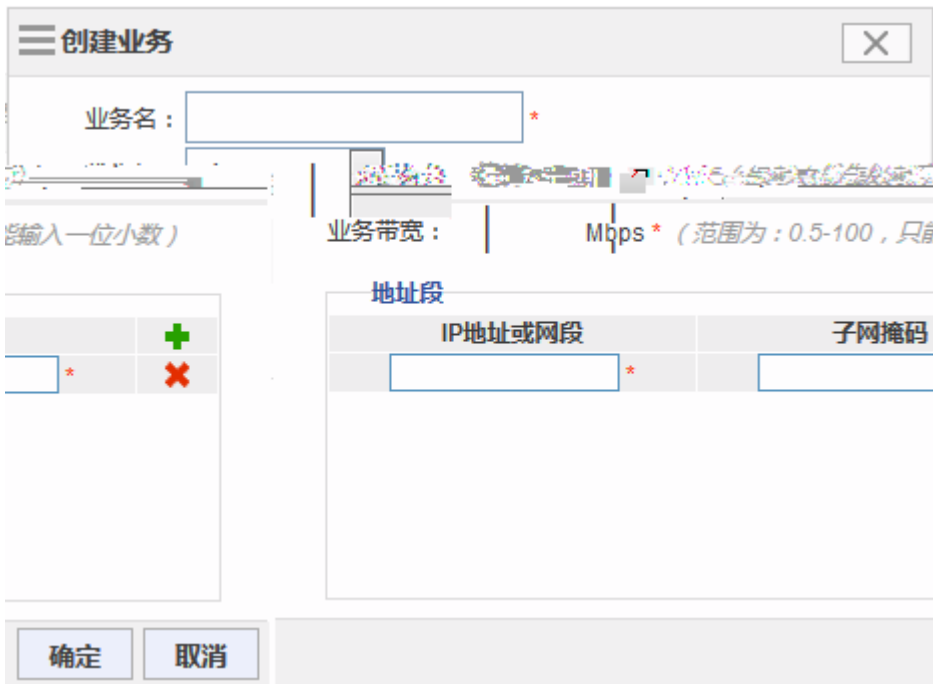 创建业务
业务名： *
能输入一位小数） 业务带宽： Mbps * （范围为：0.5-100，只能
地址段
IP地址或网段 子网掩码
* *
确定 取消